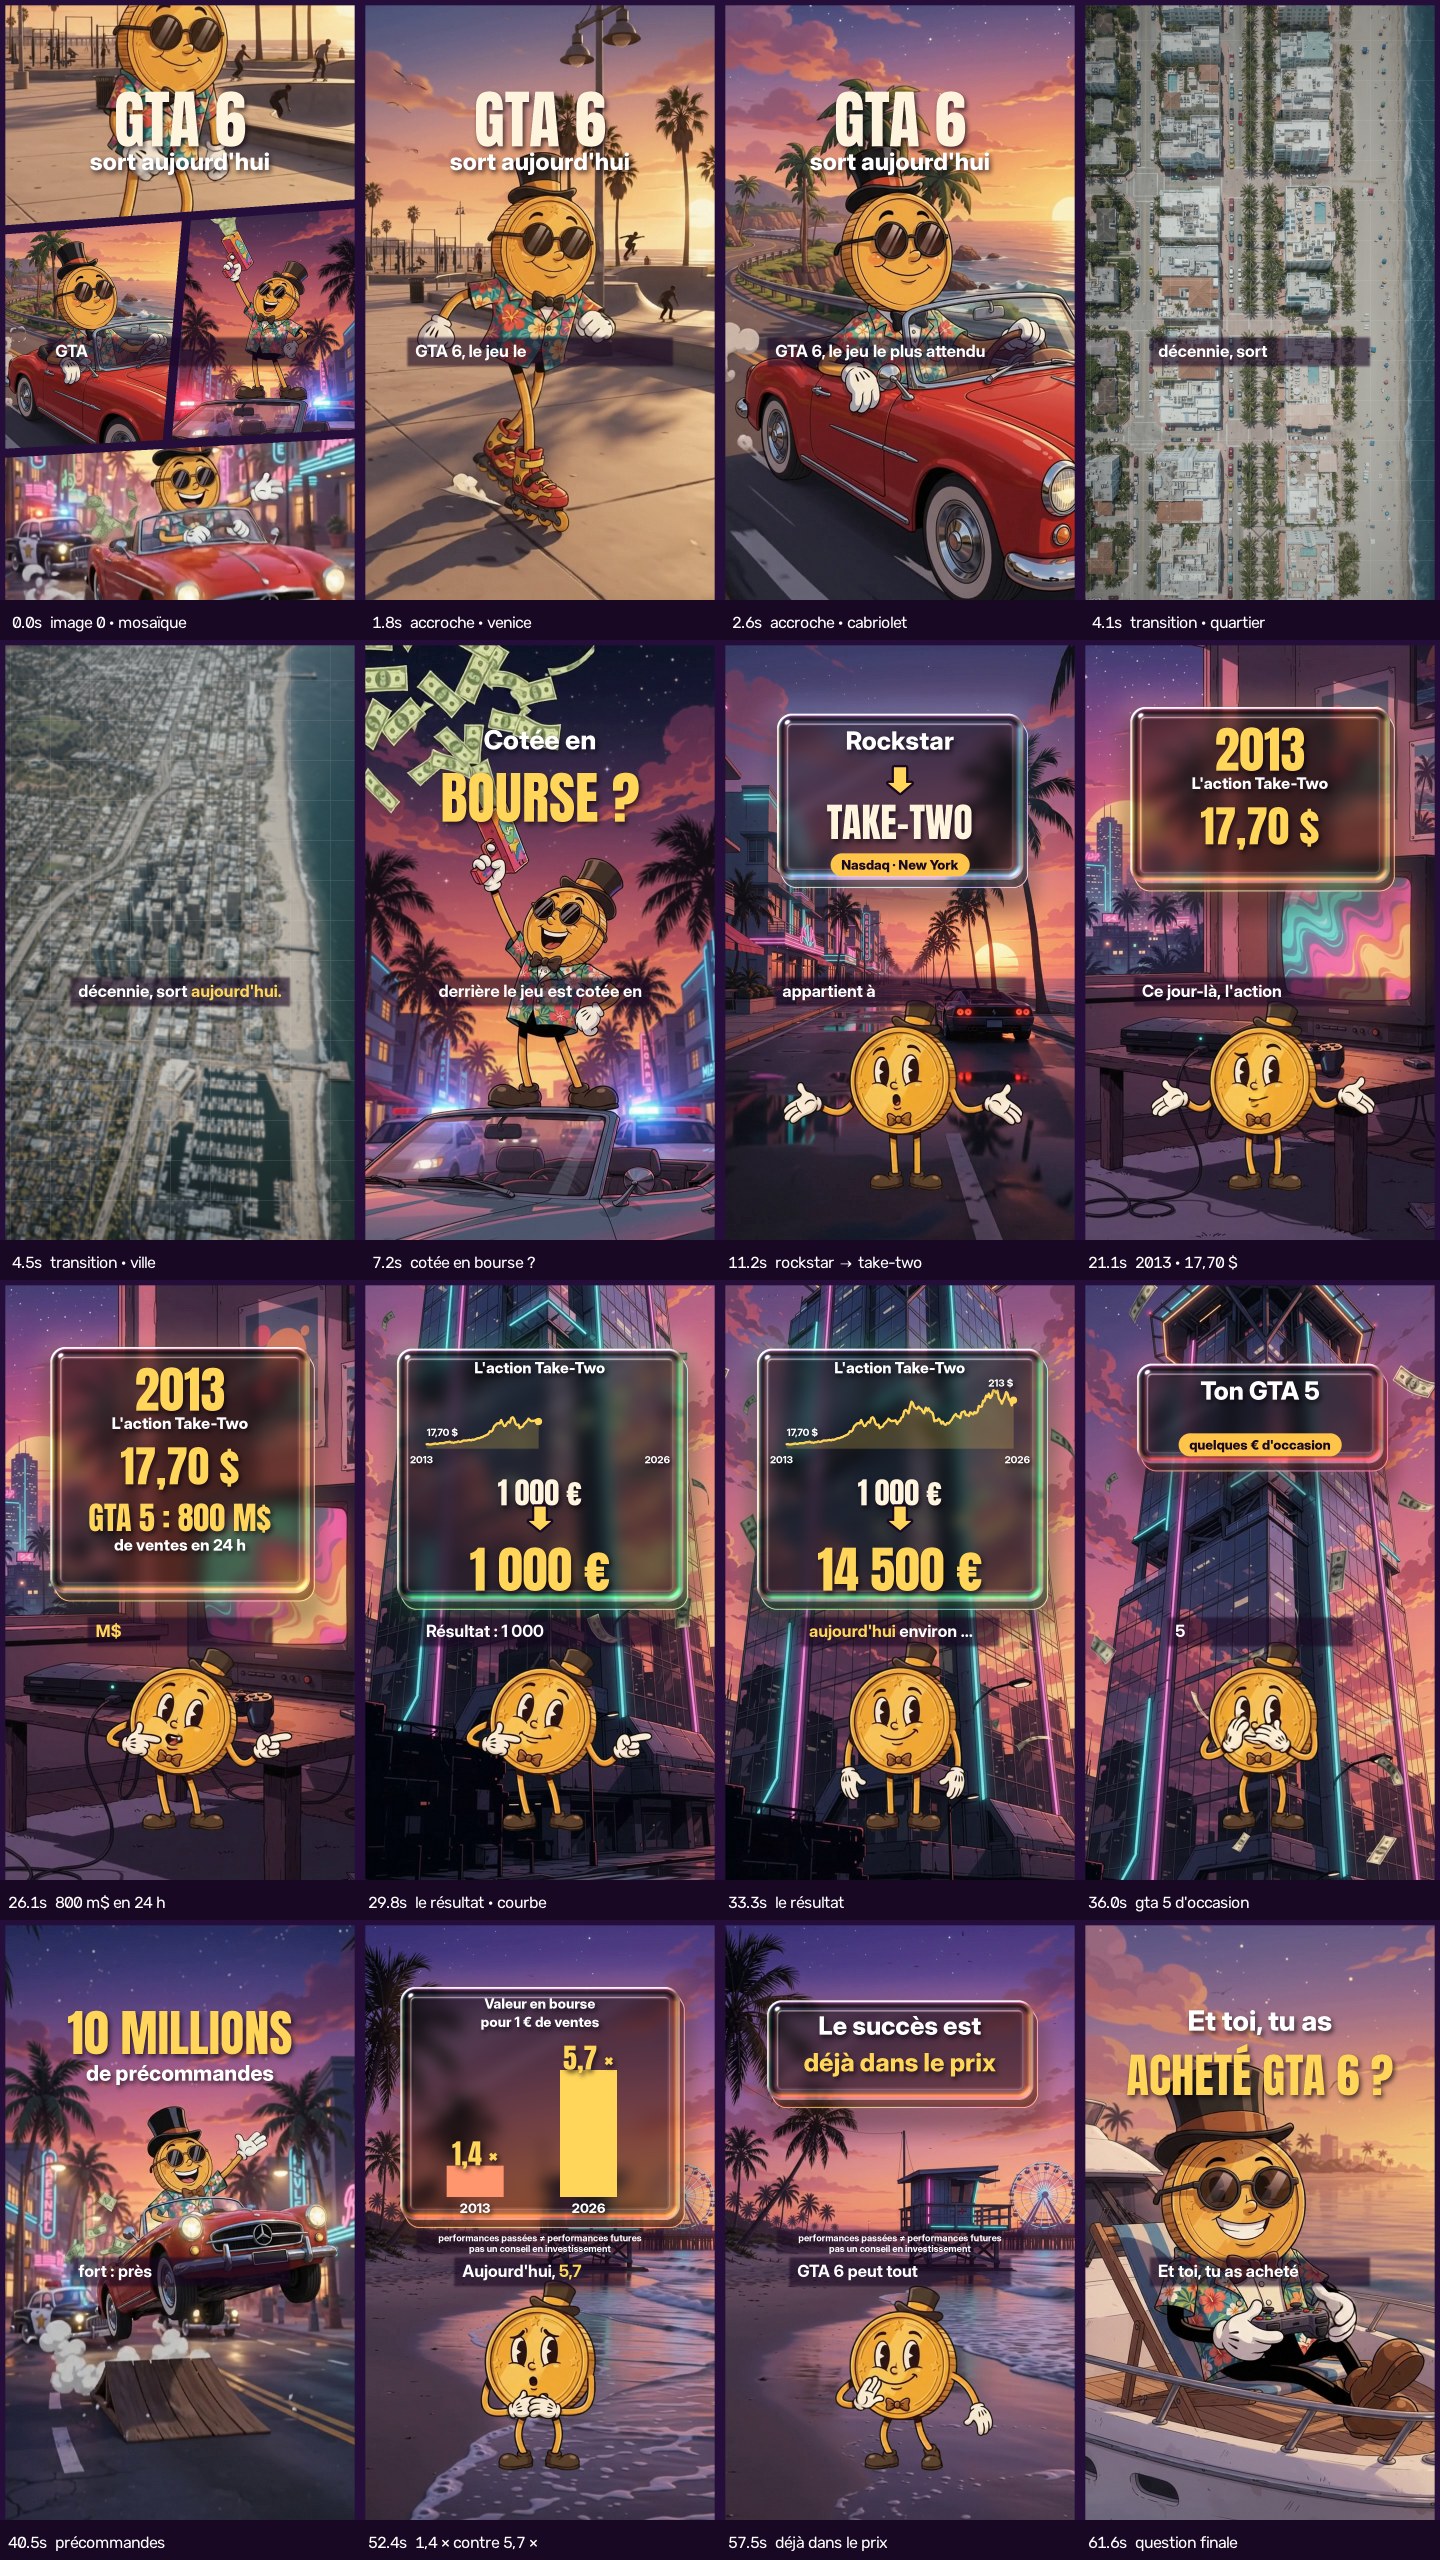 GTA 6
sort aujourd'hui
GTA
0.0s image 0 • mosaïque
GTA 6
sort aujourd'hui
GTA 6, le jeu le
1.8s accroche • venice
GTA 6
sort aujourd'hui
GTA 6, le jeu le plus attendu
2.6s accroche • cabriolet
décennie, sort
4.1s transition • quartier
décennie, sort aujourd'hui.
4.5s transition • ville
Cotée en
BOURSE ?
derrière le jeu est cotée en
7.2s cotée en bourse ?
Rockstar
TAKE-TWO
Nasdaq · New York
appartient à
11.2s rockstar → take-two
2013
L'action Take-Two
17,70 $
Ce jour-là, l'action
21.1s 2013 • 17,70 $
2013
L'action Take-Two
17,70 $
GTA 5 : 800 M$
de ventes en 24 h
M$
26.1s 800 m$ en 24 h
L'action Take-Two
17,70 $
2013 2026
1 000 €
1 000 €
Résultat : 1 000
29.8s le résultat • courbe
L'action Take-Two
213 $
17,70 $
2013 2026
1 000 €
14 500 €
aujourd'hui environ ...
33.3s le résultat
Ton GTA 5
quelques € d'occasion
5
36.0s gta 5 d'occasion
10 MILLIONS
de précommandes
fort : près
40.5s précommandes
Valeur en bourse
pour 1 € de ventes
5,7 ×
1,4 ×
2013 2026
performances passées ≠ performances futures
pas un conseil en investissement
Aujourd'hui, 5,7
52.4s 1,4 × contre 5,7 ×
Le succès est
déjà dans le prix
performances passées ≠ performances futures
pas un conseil en investissement
GTA 6 peut tout
57.5s déjà dans le prix
Et toi, tu as
ACHETÉ GTA 6 ?
Et toi, tu as acheté
61.6s question finale